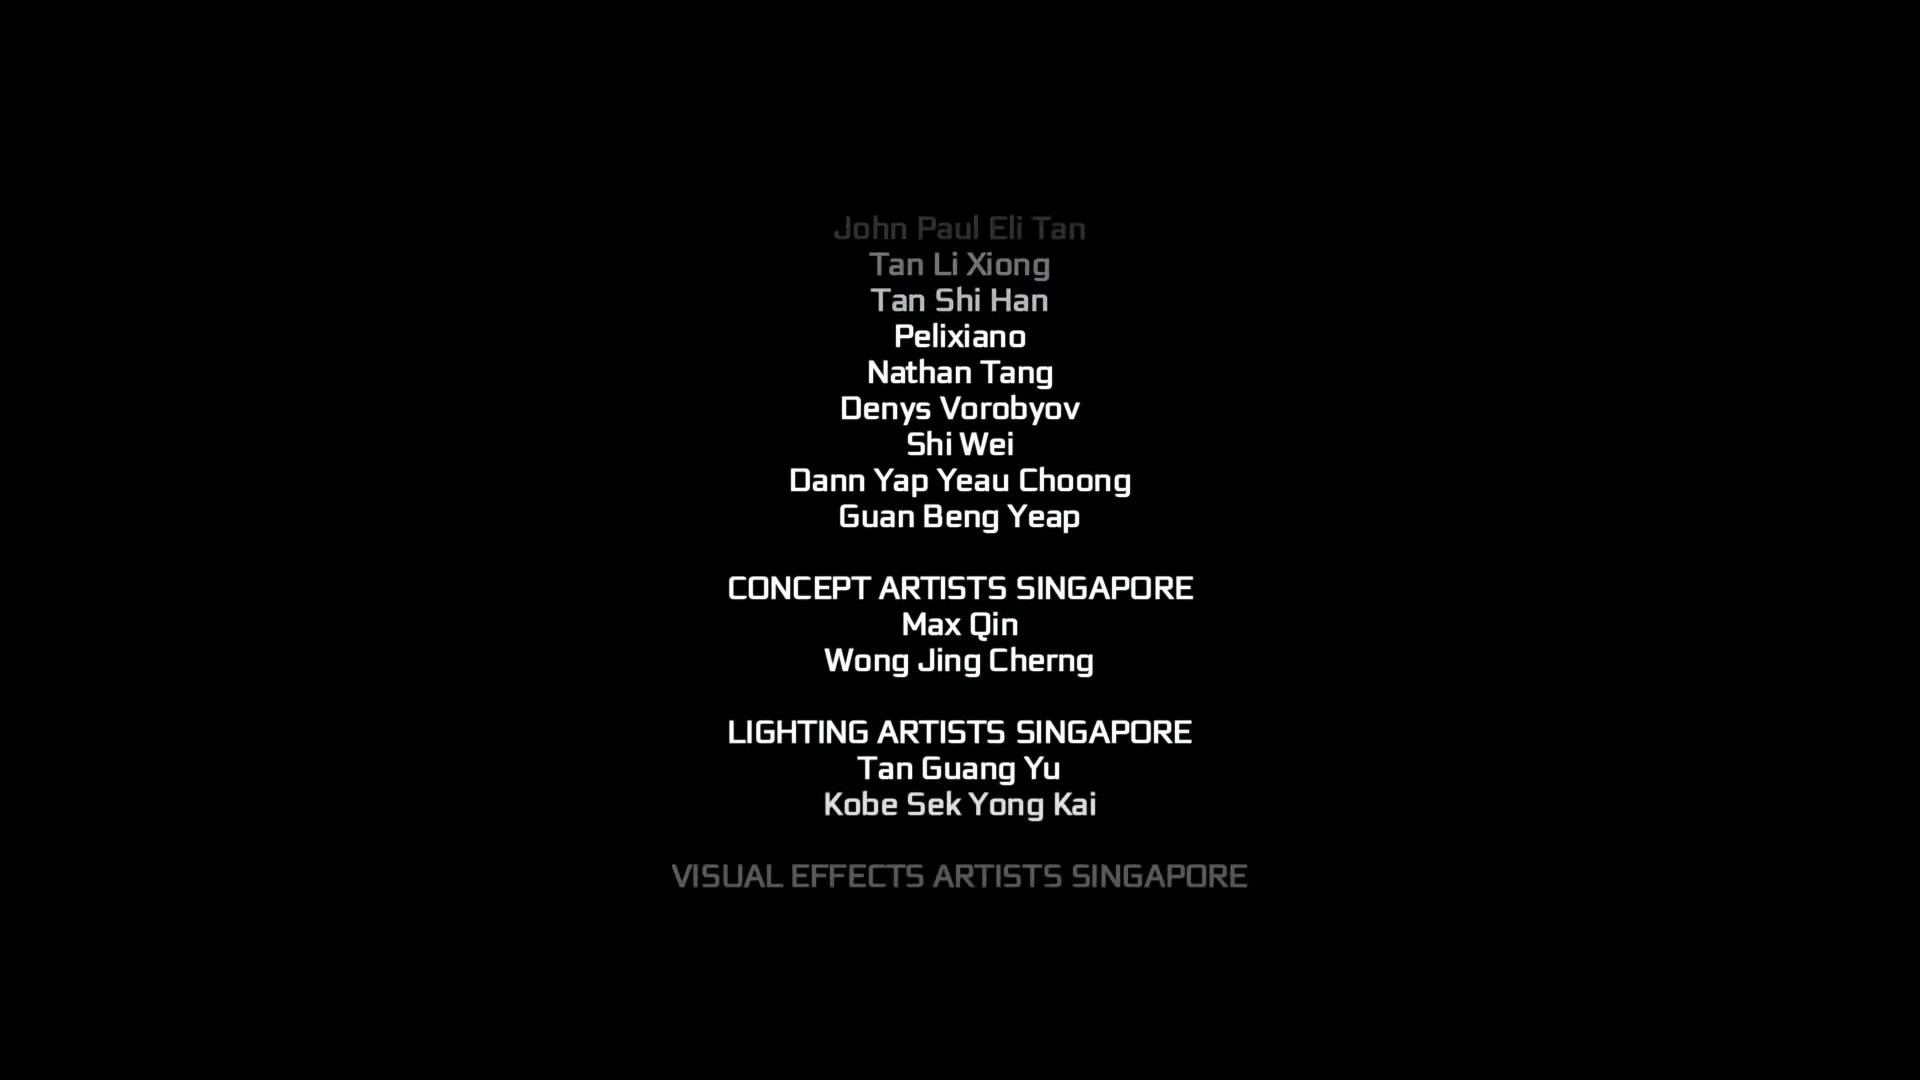 John Paul Eli Tan
Tan Li Xiong
Tan Shi Han
Pelixiano
Nathan Tang
Denys Vorobyov
Shi Wei
Dann Yap Yeau Choong
Guan Beng Yeap
CONCEPT ARTISTS SINGAPORE
Max Qin
Wong Jing Cherng
LIGHTING ARTISTS SINGAPORE
Tan Guang Yu
Kobe Sek Yong Kai
VISUAL EFFECTS ARTISTS SINGAPORE